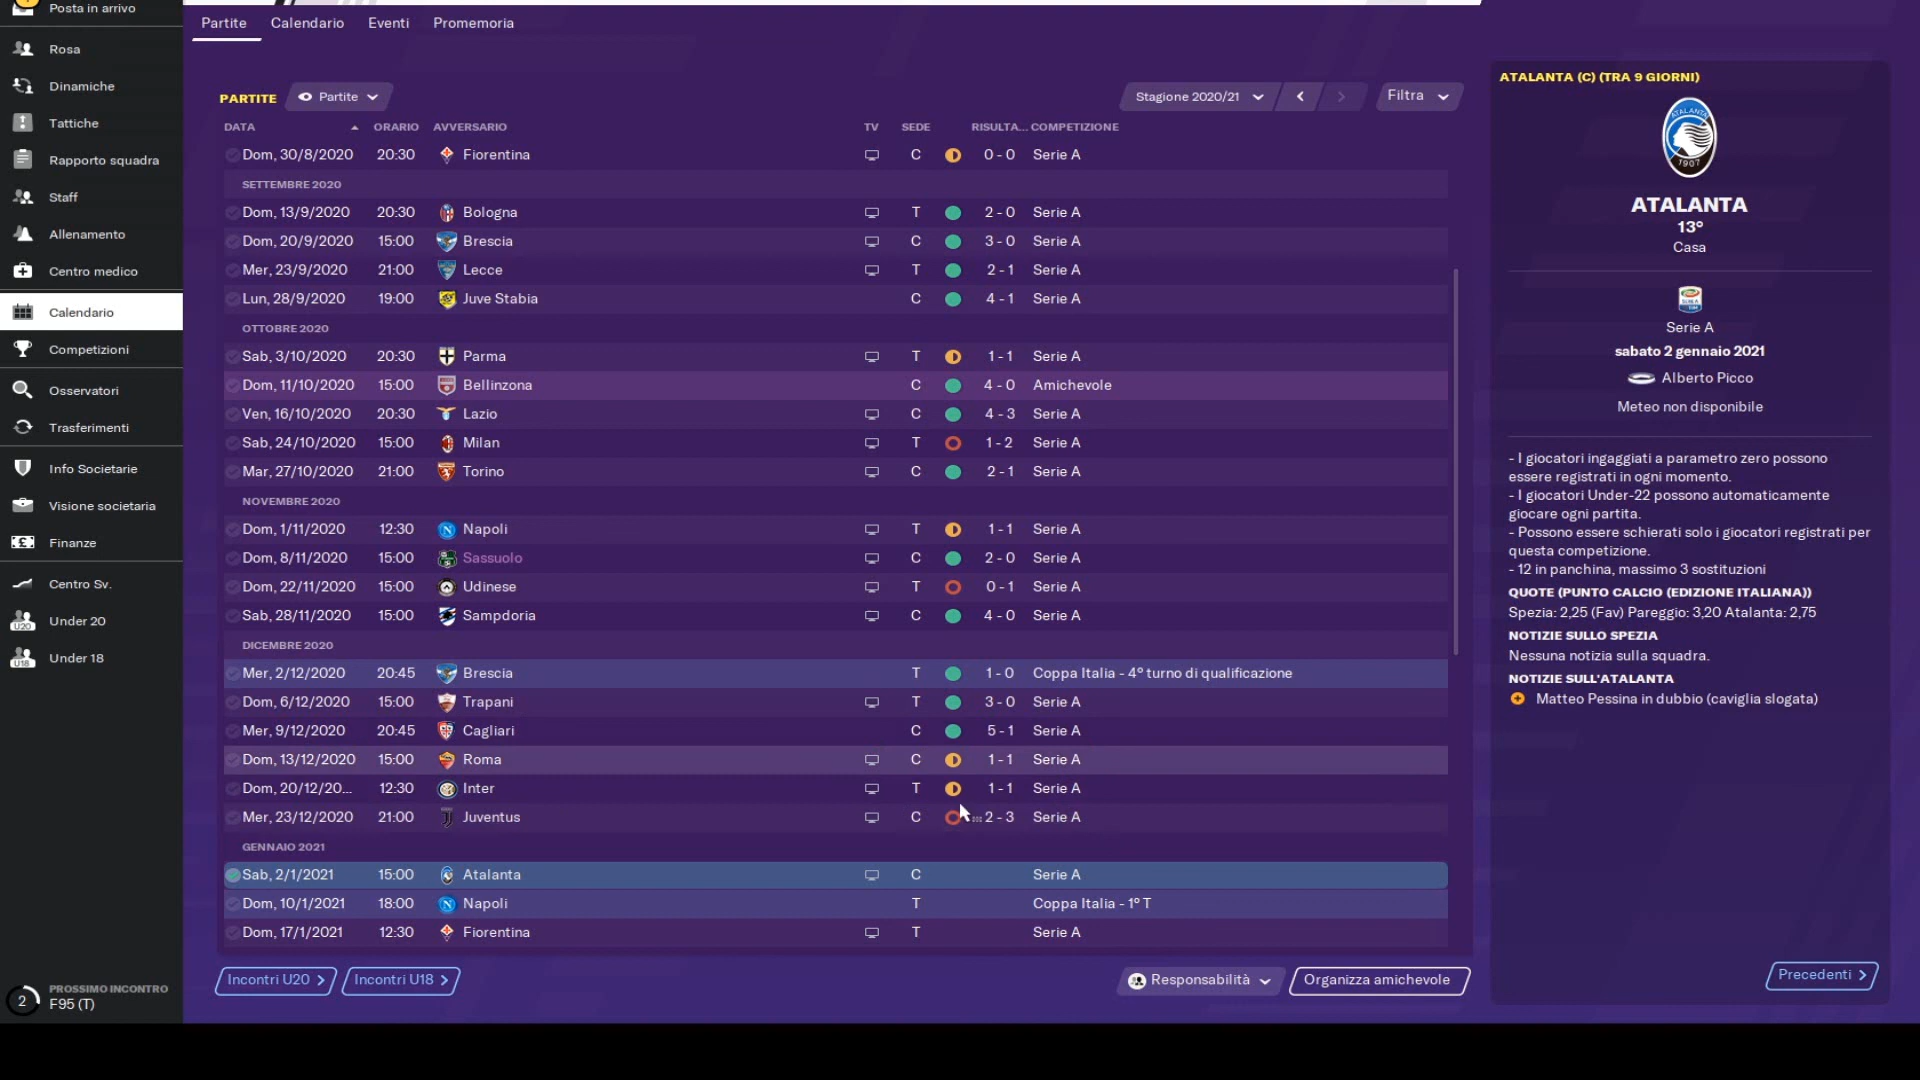 Posta in arrivo
Rosa
Dinamiche
Tattiche
Rapporto squadra
Staff
Allenamento
Centro medico
Calendario
Competizioni
Osservatori
Trasferimenti
Info Societarie
Visione societaria
Finanze
Centro Sv.
U20 Under 20
U18 Under 18
2 PROSSIMO INCONTRO
F95 (T)
Partite Calendario Eventi Promemoria
PARTITE Partite Stagione 2020/21 Filtra
DATA ORARIO AVVERSARIO TV SEDE RISULTA... COMPETIZIONE
Dom, 30/8/2020 20:30 Fiorentina C 0 - 0 Serie A
SETTEMBRE 2020
Dom, 13/9/2020 20:30 Bologna T 2 - 0 Serie A
Dom, 20/9/2020 15:00 Brescia C 3 - 0 Serie A
Mer, 23/9/2020 21:00 Lecce T 2 - 1 Serie A
Lun, 28/9/2020 19:00 Juve Stabia C 4 - 1 Serie A
OTTOBRE 2020
Sab, 3/10/2020 20:30 Parma T 1 - 1 Serie A
Dom, 11/10/2020 15:00 Bellinzona C 4 - 0 Amichevole
Ven, 16/10/2020 20:30 Lazio C 4 - 3 Serie A
Sab, 24/10/2020 15:00 Milan T 1 - 2 Serie A
Mar, 27/10/2020 21:00 Torino C 2 - 1 Serie A
NOVEMBRE 2020
Dom, 1/11/2020 12:30 Napoli T 1 - 1 Serie A
Dom, 8/11/2020 15:00 Sassuolo C 2 - 0 Serie A
Dom, 22/11/2020 15:00 Udinese T 0 - 1 Serie A
Sab, 28/11/2020 15:00 Sampdoria C 4 - 0 Serie A
DICEMBRE 2020
Mer, 2/12/2020 20:45 Brescia T 1 - 0 Coppa Italia - 4° turno di qualificazione
Dom, 6/12/2020 15:00 Trapani T 3 - 0 Serie A
Mer, 9/12/2020 20:45 Cagliari C 5 - 1 Serie A
Dom, 13/12/2020 15:00 Roma C 1 - 1 Serie A
Dom, 20/12/20... 12:30 Inter T 1 - 1 Serie A
Mer, 23/12/2020 21:00 Juventus C 2 - 3 Serie A
GENNAIO 2021
Sab, 2/1/2021 15:00 Atalanta C Serie A
Dom, 10/1/2021 18:00 Napoli T Coppa Italia - 1° T
Dom, 17/1/2021 12:30 Fiorentina T Serie A
Incontri U20 Incontri U18 Responsabilità Organizza amichevole
ATALANTA (C) (TRA 9 GIORNI)
ATALANTA
1907
ATALANTA
13°
Casa
Serie A
sabato 2 gennaio 2021
Alberto Picco
Meteo non disponibile
- I giocatori ingaggiati a parametro zero possono
essere registrati in ogni momento.
- I giocatori Under-22 possono automaticamente
giocare ogni partita.
- Possono essere schierati solo i giocatori registrati per
questa competizione.
- 12 in panchina, massimo 3 sostituzioni
QUOTE (PUNTO CALCIO (EDIZIONE ITALIANA))
Spezia: 2,25 (Fav) Pareggio: 3,20 Atalanta: 2,75
NOTIZIE SULLO SPEZIA
Nessuna notizia sulla squadra.
NOTIZIE SULL'ATALANTA
Matteo Pessina in dubbio (caviglia slogata)
Precedenti